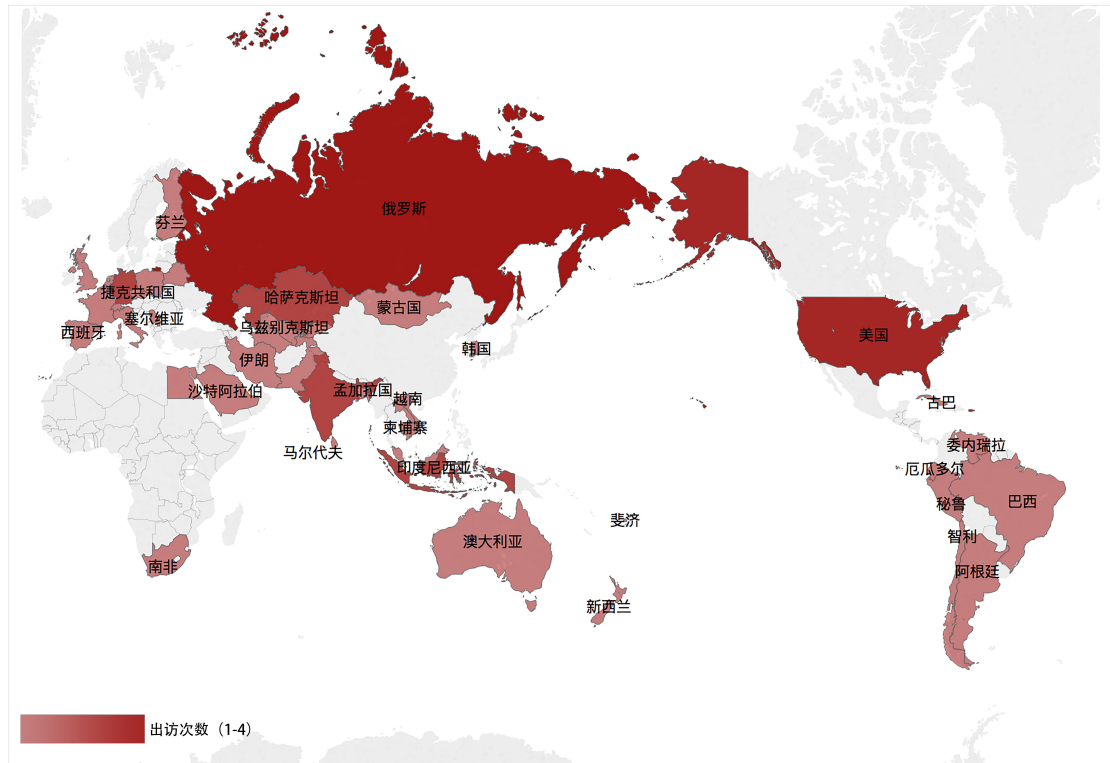 俄罗斯
芬兰
捷克共和国
哈萨克斯坦
蒙古国
塞尔维亚
乌兹别克斯坦
西班牙
韩国
美国
伊朗
沙特阿拉伯
孟加拉国
越南
古巴
柬埔寨
马尔代夫
委内瑞拉
印度尼西亚
厄瓜多尔
巴西
秘鲁
斐济
智利
澳大利亚
南非
阿根廷
新西兰
出访次数（1-4）